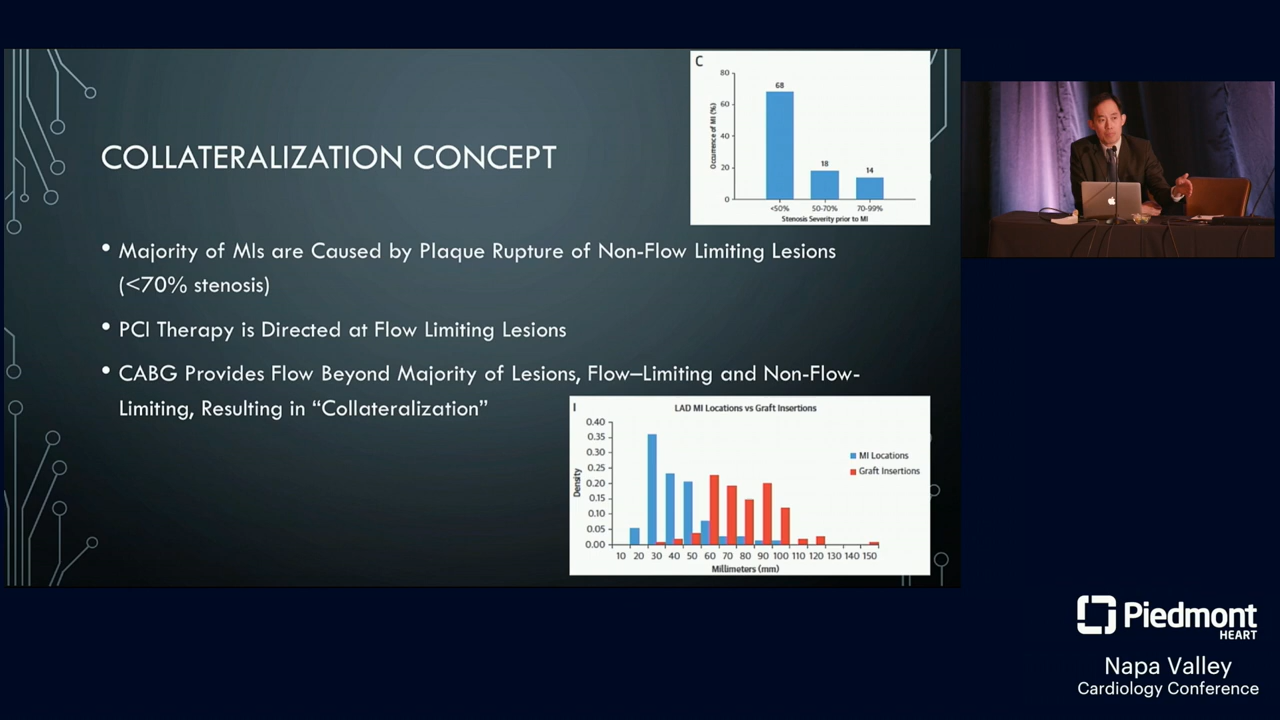 COLLATERALIZATION CONCEPT
• Majority of MIs are Caused by Plaque Rupture of Non-Flow Limiting Lesions
(<70% stenosis)
• PCI Therapy is Directed at Flow Limiting Lesions
• CABG Provides Flow Beyond Majority of Lesions, Flow–Limiting and Non-Flow-
Limiting, Resulting in “Collateralization”
C
Occurrence of MI (%)
80
60
40
20
0
68
18
14
<50% 50-70% 70-99%
Stenosis Severity prior to MI
I
LAD MI Locations vs Graft Insertions
Density
0.40
0.35
0.30
0.25
0.20
0.15
0.10
0.05
0.00
MI Locations
Graft Insertions
10 20 30 40 50 60 70 80 90 100 110 120 130 140 150
Millimeters (mm)
Piedmont
HEART
Napa Valley
Cardiology Conference